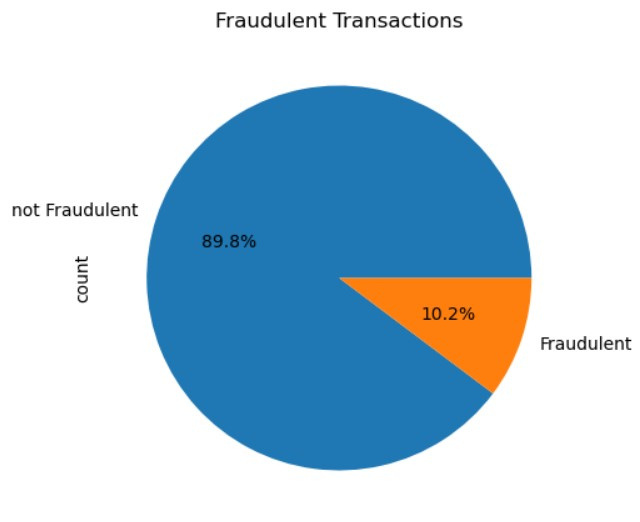 Fraudulent Transactions
not Fraudulent
89.8%
count
10.2%
Fraudulent